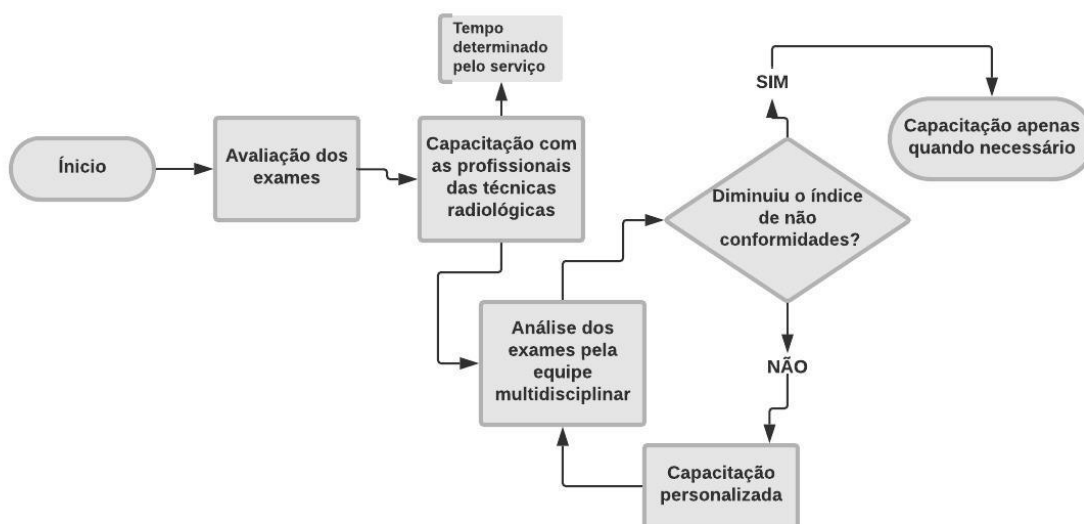 Ínicio
Avaliação dos
exames
Tempo
determinado
pelo serviço
Capacitação com
as profissionais
das técnicas
radiológicas
Análise dos
exames pela
equipe
multidisciplinar
Diminuiu o índice
de não
conformidades?
SIM
Capacitação apenas
quando necessário
NÃO
Capacitação
personalizada